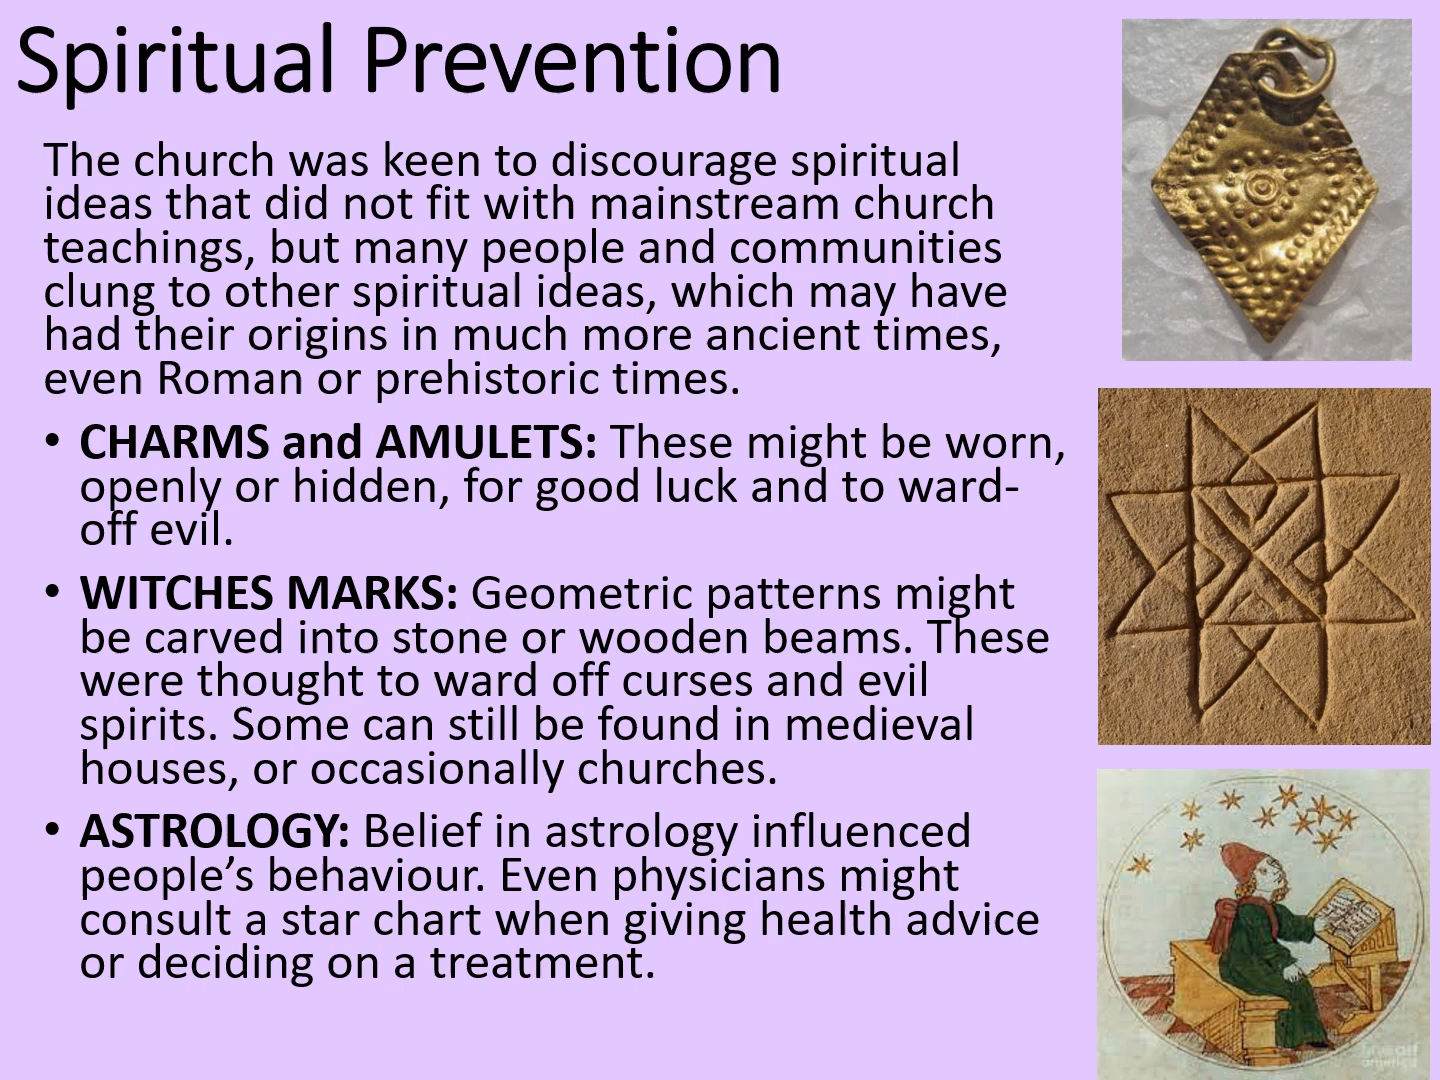 Spiritual Prevention
The church was keen to discourage spiritual
ideas that did not fit with mainstream church
teachings, but many people and communities
clung to other spiritual ideas, which may have
had their origins in much more ancient times,
even Roman or prehistoric times.
• CHARMS and AMULETS: These might be worn,
openly or hidden, for good luck and to ward-
off evil.
• WITCHES MARKS: Geometric patterns might
be carved into stone or wooden beams. These
were thought to ward off curses and evil
spirits. Some can still be found in medieval
houses, or occasionally churches.
• ASTROLOGY: Belief in astrology influenced
people’s behaviour. Even physicians might
consult a star chart when giving health advice
or deciding on a treatment.